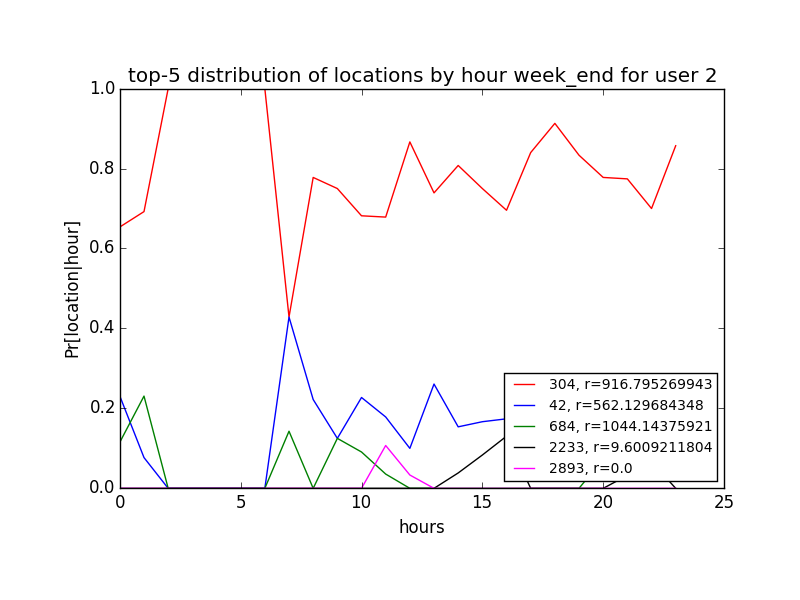 top-5 distribution of locations by hour week_end for user 2
1.0
0.8
0.6
0.4
0.2
0.0
Pr[location|hour]
304, r=916.795269943
42, r=562.129684348
684, r=1044.14375921
2233, r=9.6009211804
2893, r=0.0
0 5 10 15 20 25
hours